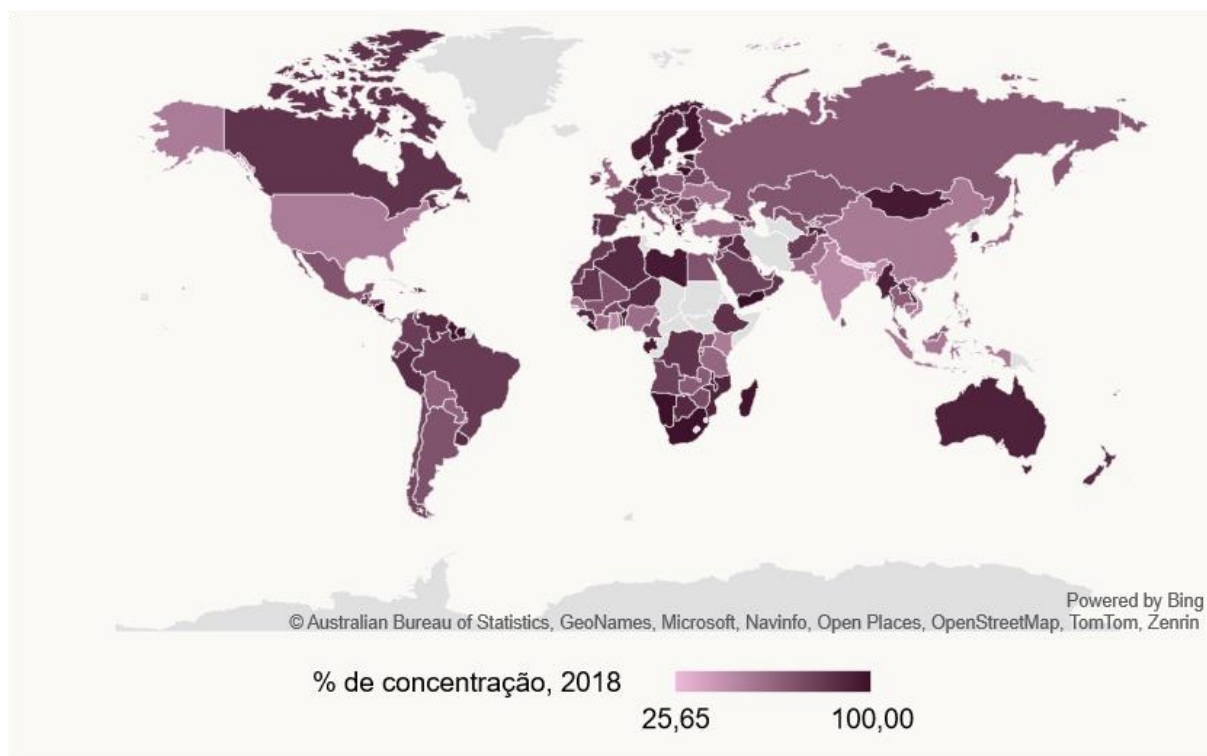 Powered by Bing
© Australian Bureau of Statistics, GeoNames, Microsoft, Navinfo, Open Places, OpenStreetMap, TomTom, Zenrin
% de concentração, 2018
25,65 100,00